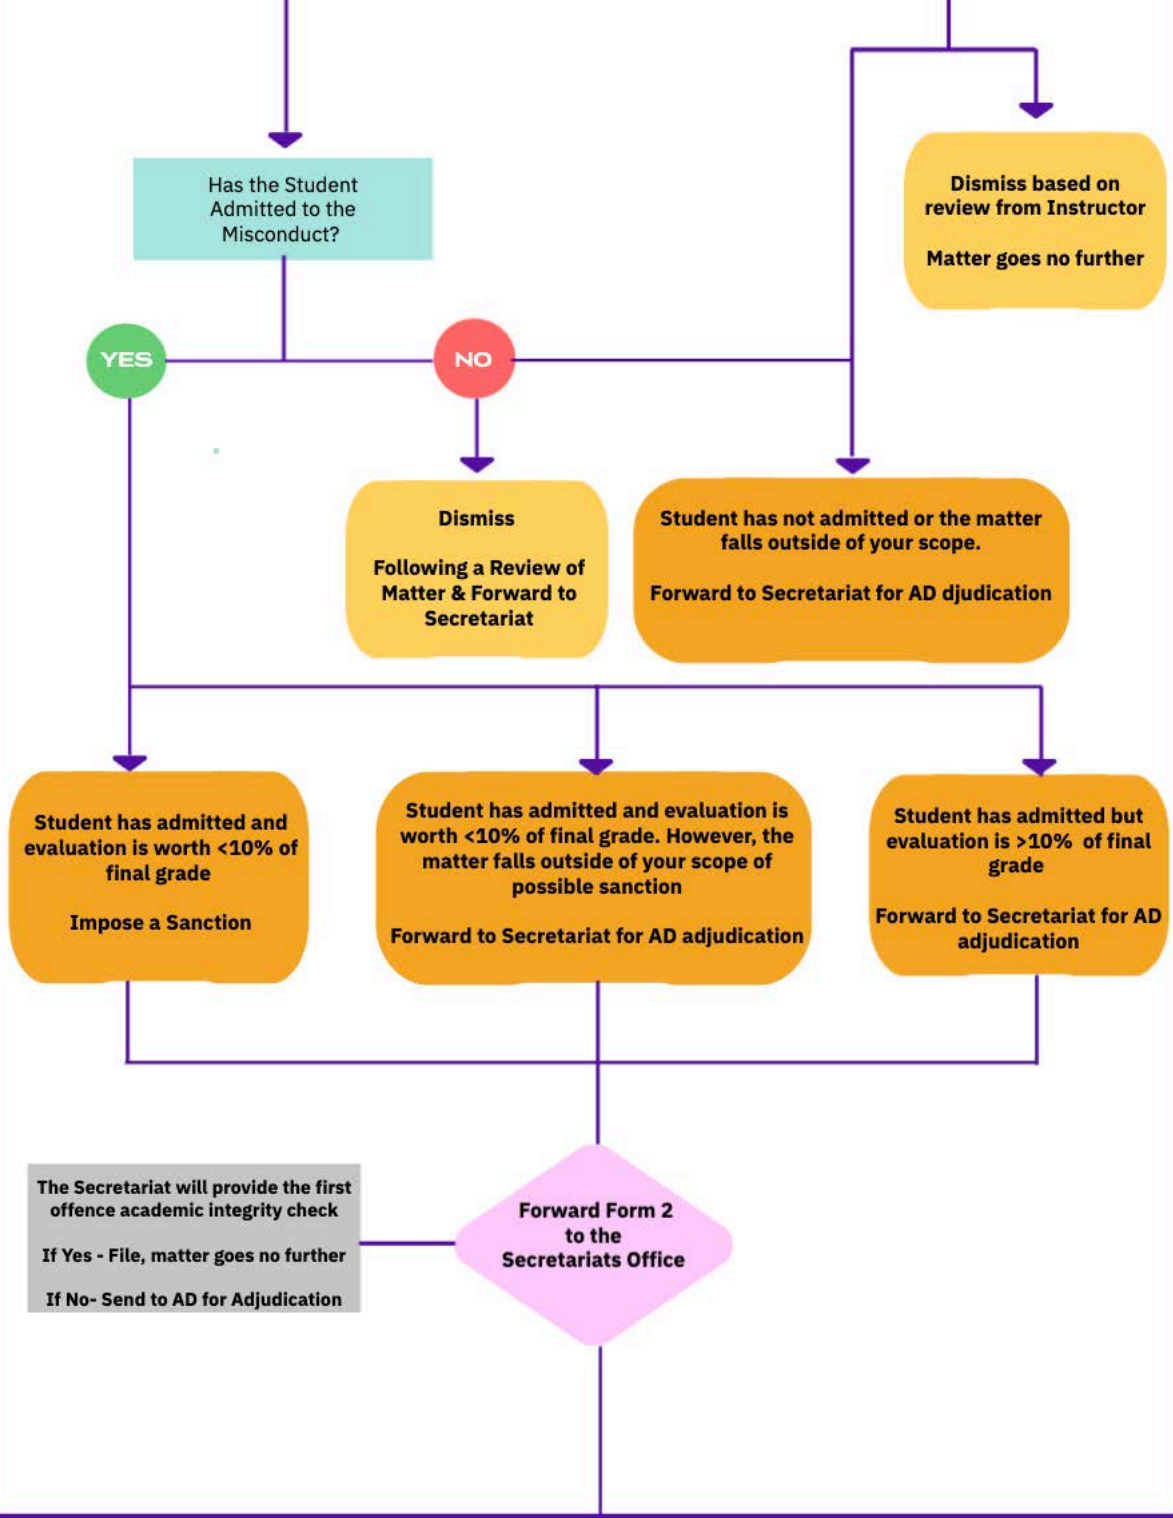 Has the Student
Admitted to the
Misconduct?
Dismiss based on
review from Instructor
Matter goes no further
YES
NO
Dismiss
Following a Review of
Matter & Forward to
Secretariat
Student has not admitted or the matter
falls outside of your scope.
Forward to Secretariat for AD djudication
Student has admitted and
evaluation is worth <10% of
final grade
Impose a Sanction
Student has admitted and evaluation is
worth <10% of final grade. However, the
matter falls outside of your scope of
possible sanction
Forward to Secretariat for AD adjudication
Student has admitted but
evaluation is >10% of final
grade
Forward to Secretariat for AD
adjudication
The Secretariat will provide the first
offence academic integrity check
If Yes - File, matter goes no further
If No- Send to AD for Adjudication
Forward Form 2
to the
Secretariats Office